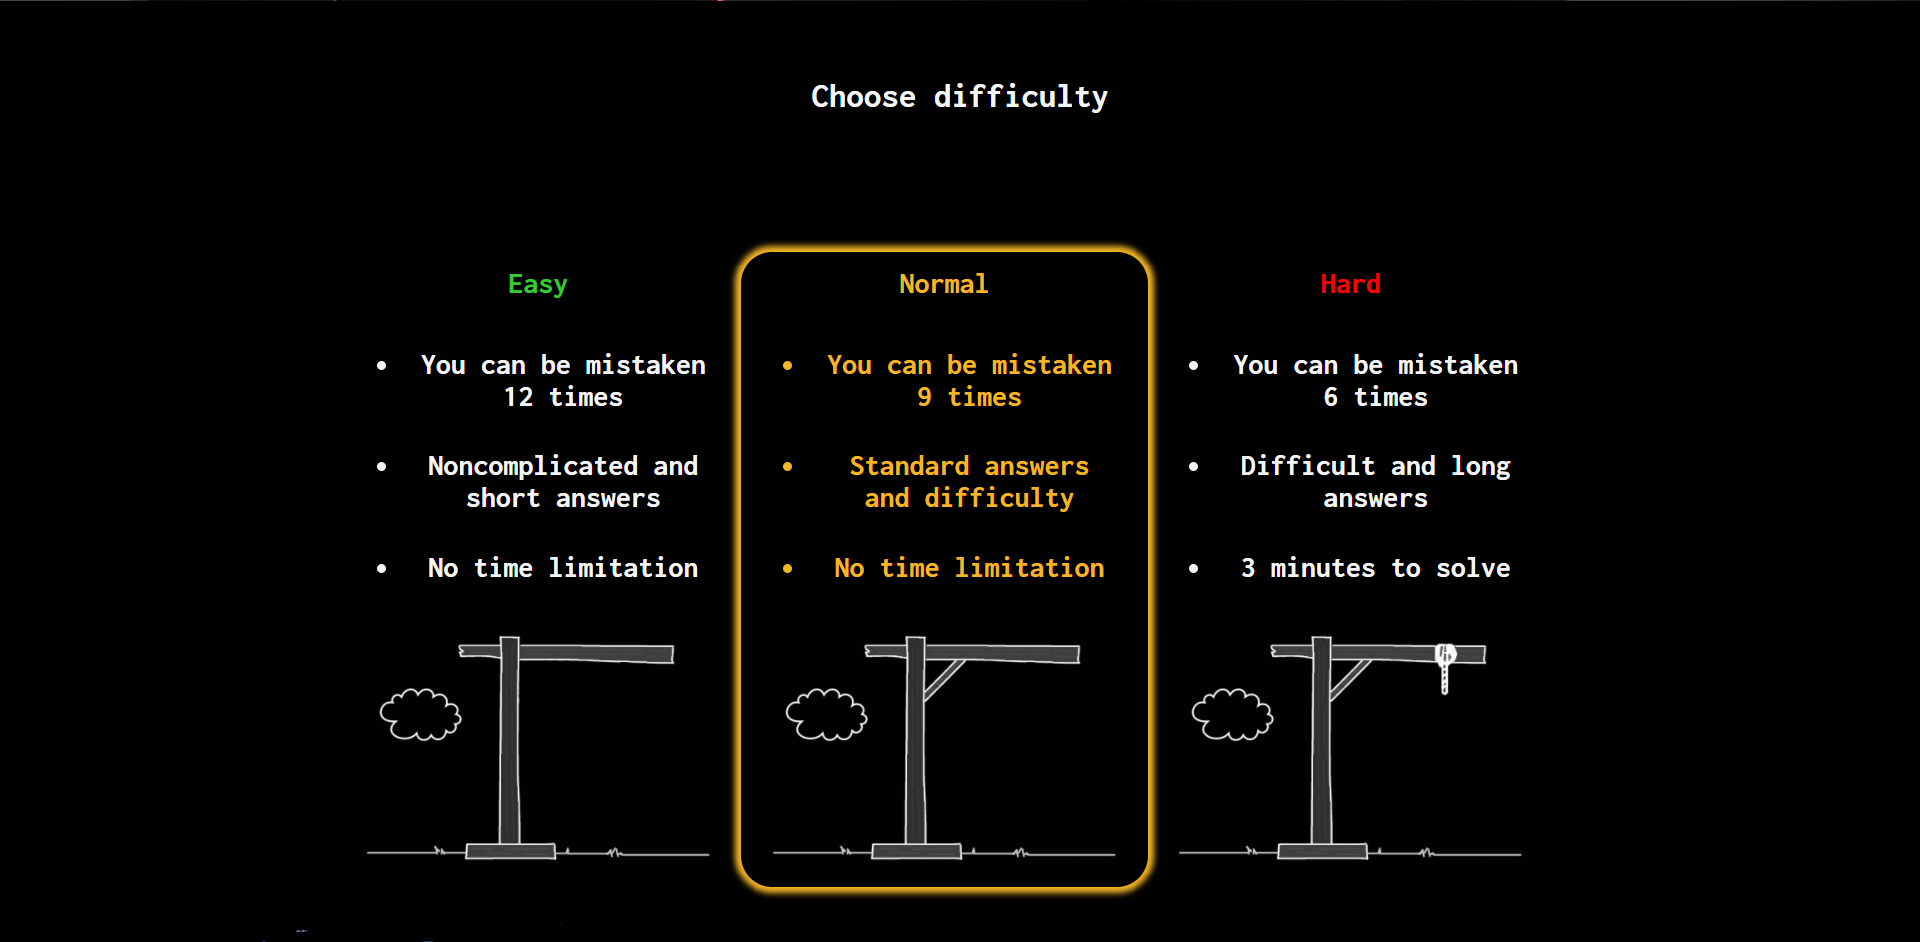 Choose difficulty
Easy
You can be mistaken
12 times
Noncomplicated and
short answers
No time limitation
Normal
You can be mistaken
9 times
Standard answers
and difficulty
No time limitation
Hard
You can be mistaken
6 times
Difficult and long
answers
3 minutes to solve